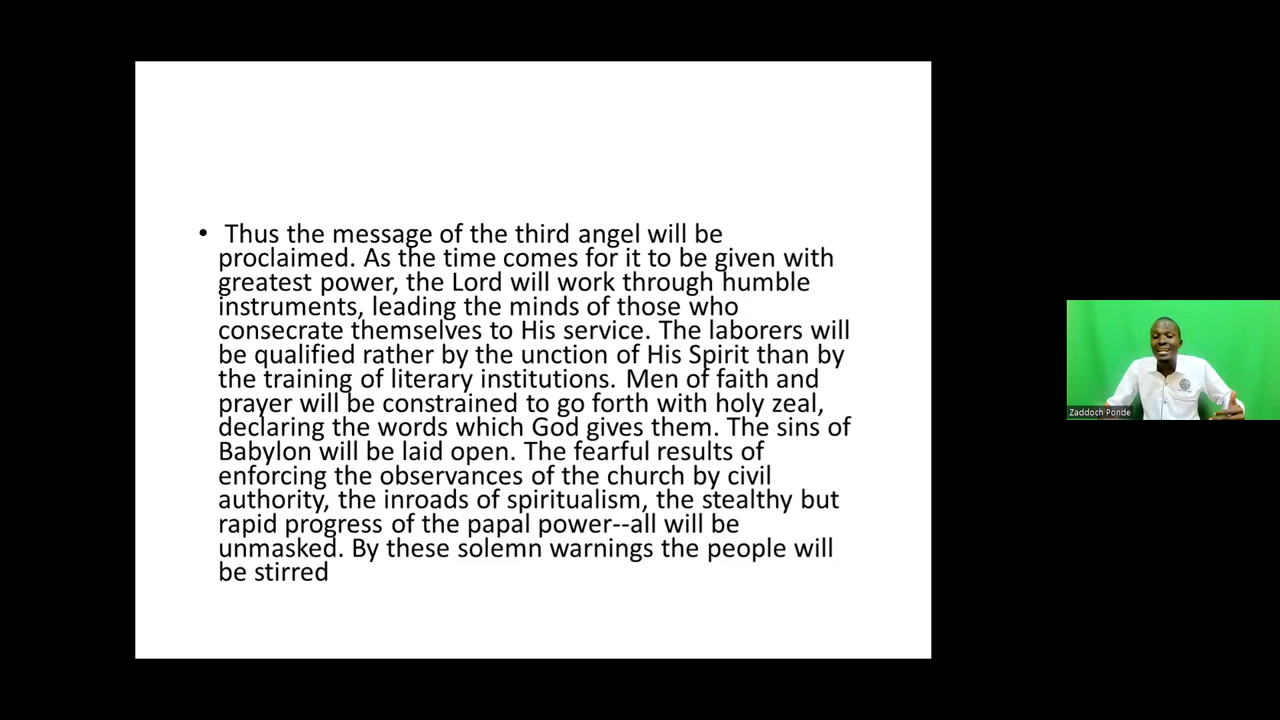 • Thus the message of the third angel will be
proclaimed. As the time comes for it to be given with
greatest power, the Lord will work through humble
instruments, leading the minds of those who
consecrate themselves to His service. The laborers will
be qualified rather by the unction of His Spirit than by
the training of literary institutions. Men of faith and
prayer will be constrained to go forth with holy zeal,
declaring the words which God gives them. The sins of
Babylon will be laid open. The fearful results of
enforcing the observances of the church by civil
authority, the inroads of spiritualism, the stealthy but
rapid progress of the papal power--all will be
unmasked. By these solemn warnings the people will
be stirred
Zaddoch Ponde